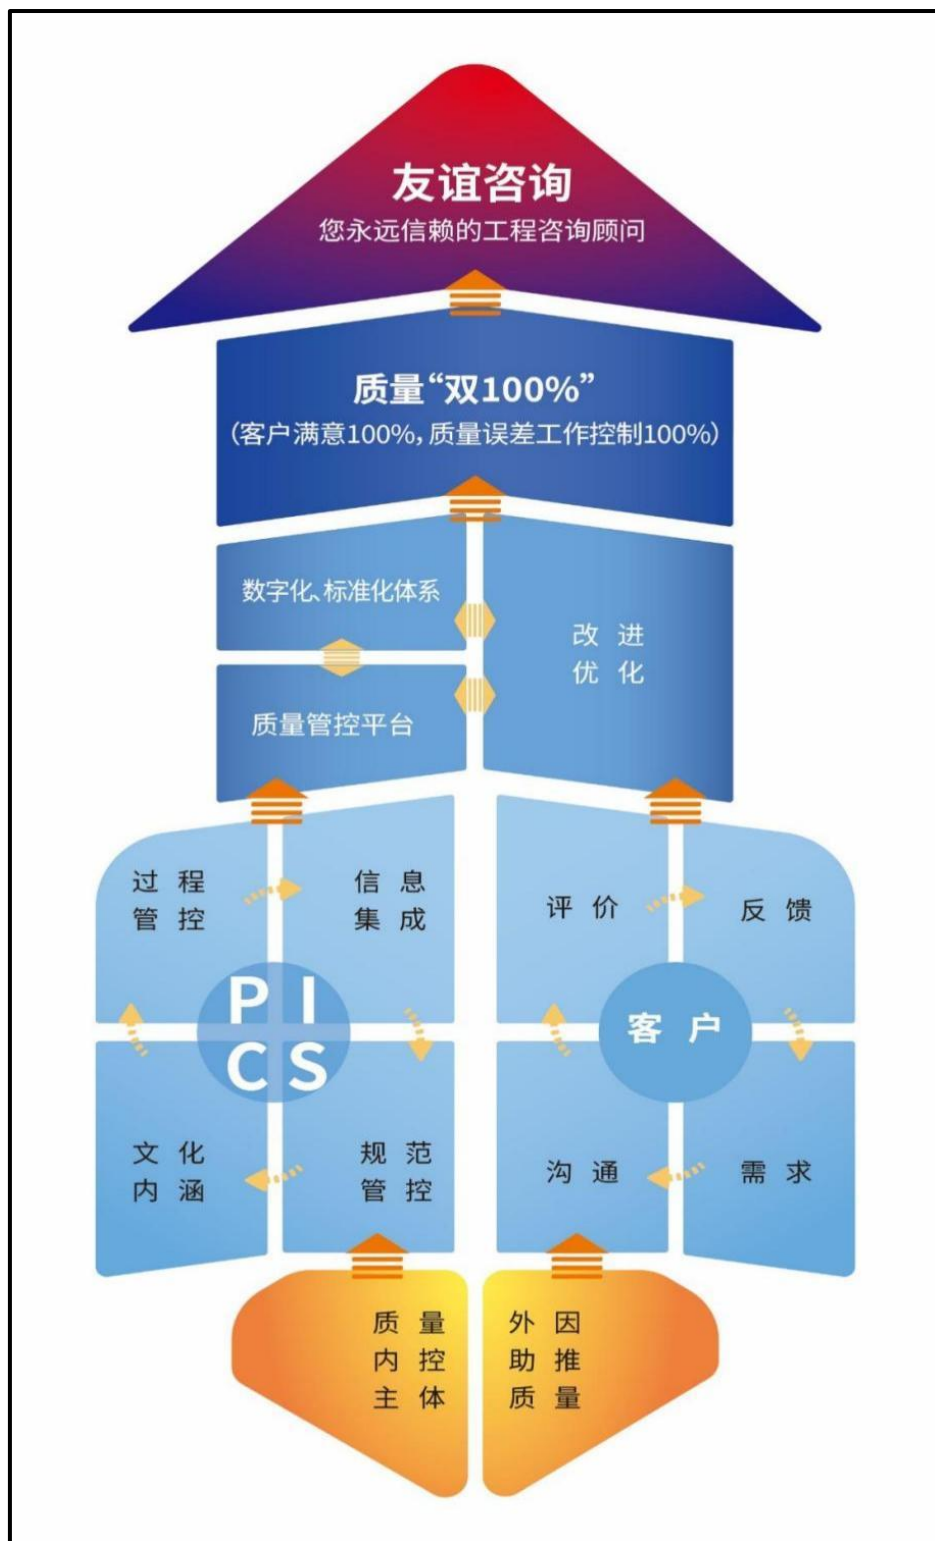 友谊咨询
您永远信赖的工程咨询顾问
质量“双100%”
（客户满意100%，质量误差工作控制100%）
数字化、标准化体系
改进
优化
质量管控平台
过程
管控
信息
集成
PI
CS
文化
内涵
规范
管控
评价
反馈
客户
沟通
需求
质量
内控
主体
外因
助推
质量